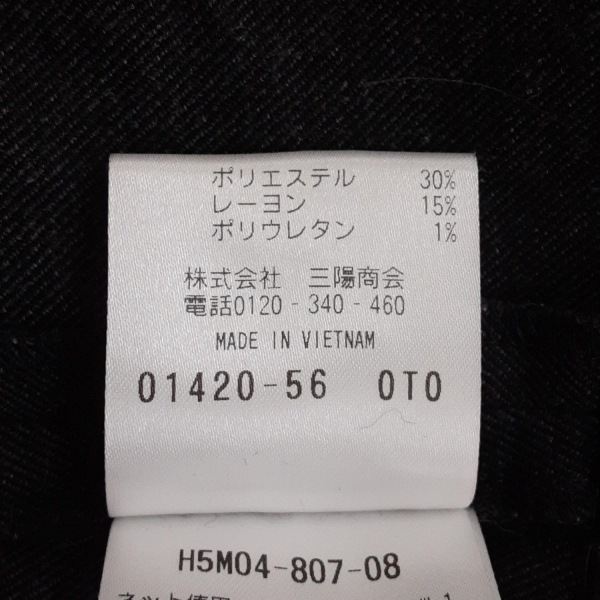 ポリエステル 30%
レーヨン 15%
ポリウレタン 1%
株式会社 三陽商会
電話0120-340-460
MADE IN VIETNAM
01420-56 0T0
H5M04-807-08